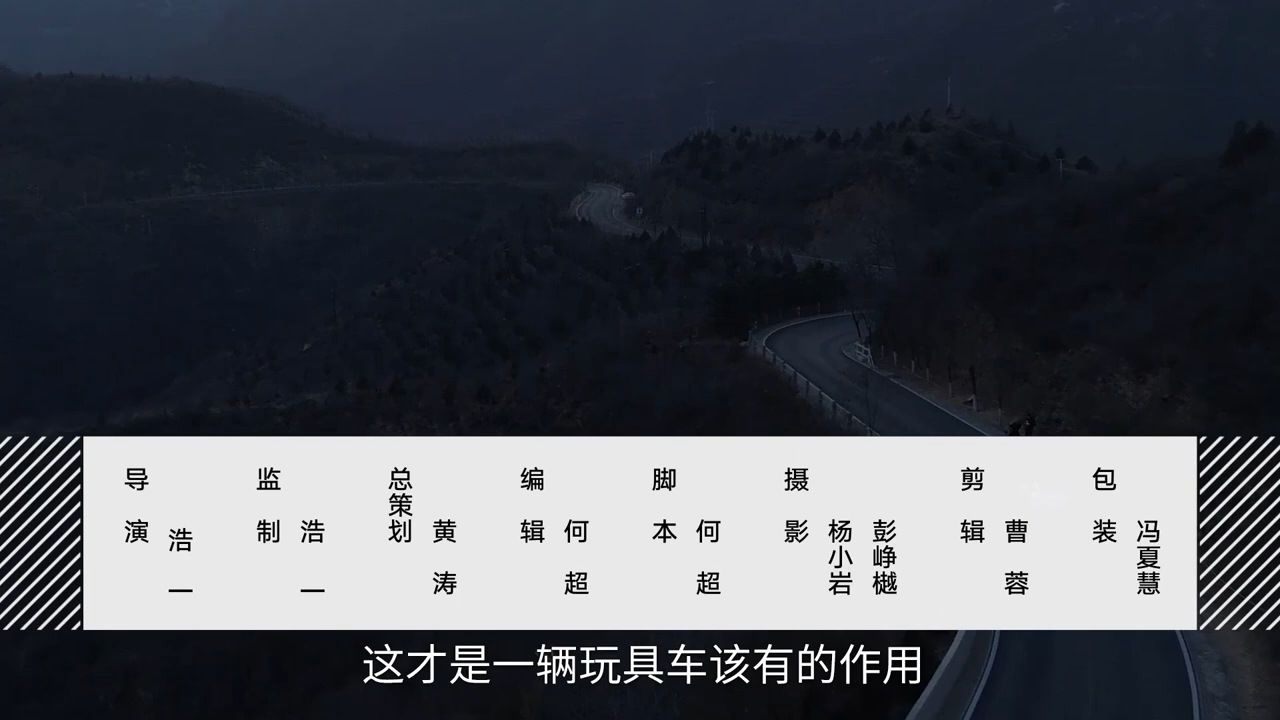 导演 浩一
监制 浩一
总策划 黄涛
编辑 何超
脚本 何超
摄影 杨小岩 彭峥樾
剪辑 曹蓉
包装 冯夏慧
这才是一辆玩具车该有的作用